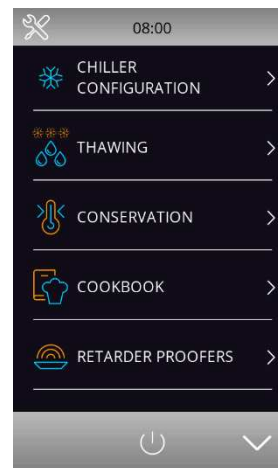 08:00
CHILLER
CONFIGURATION
THAWING
CONSERVATION
COOKBOOK
RETARDER PROOFERS